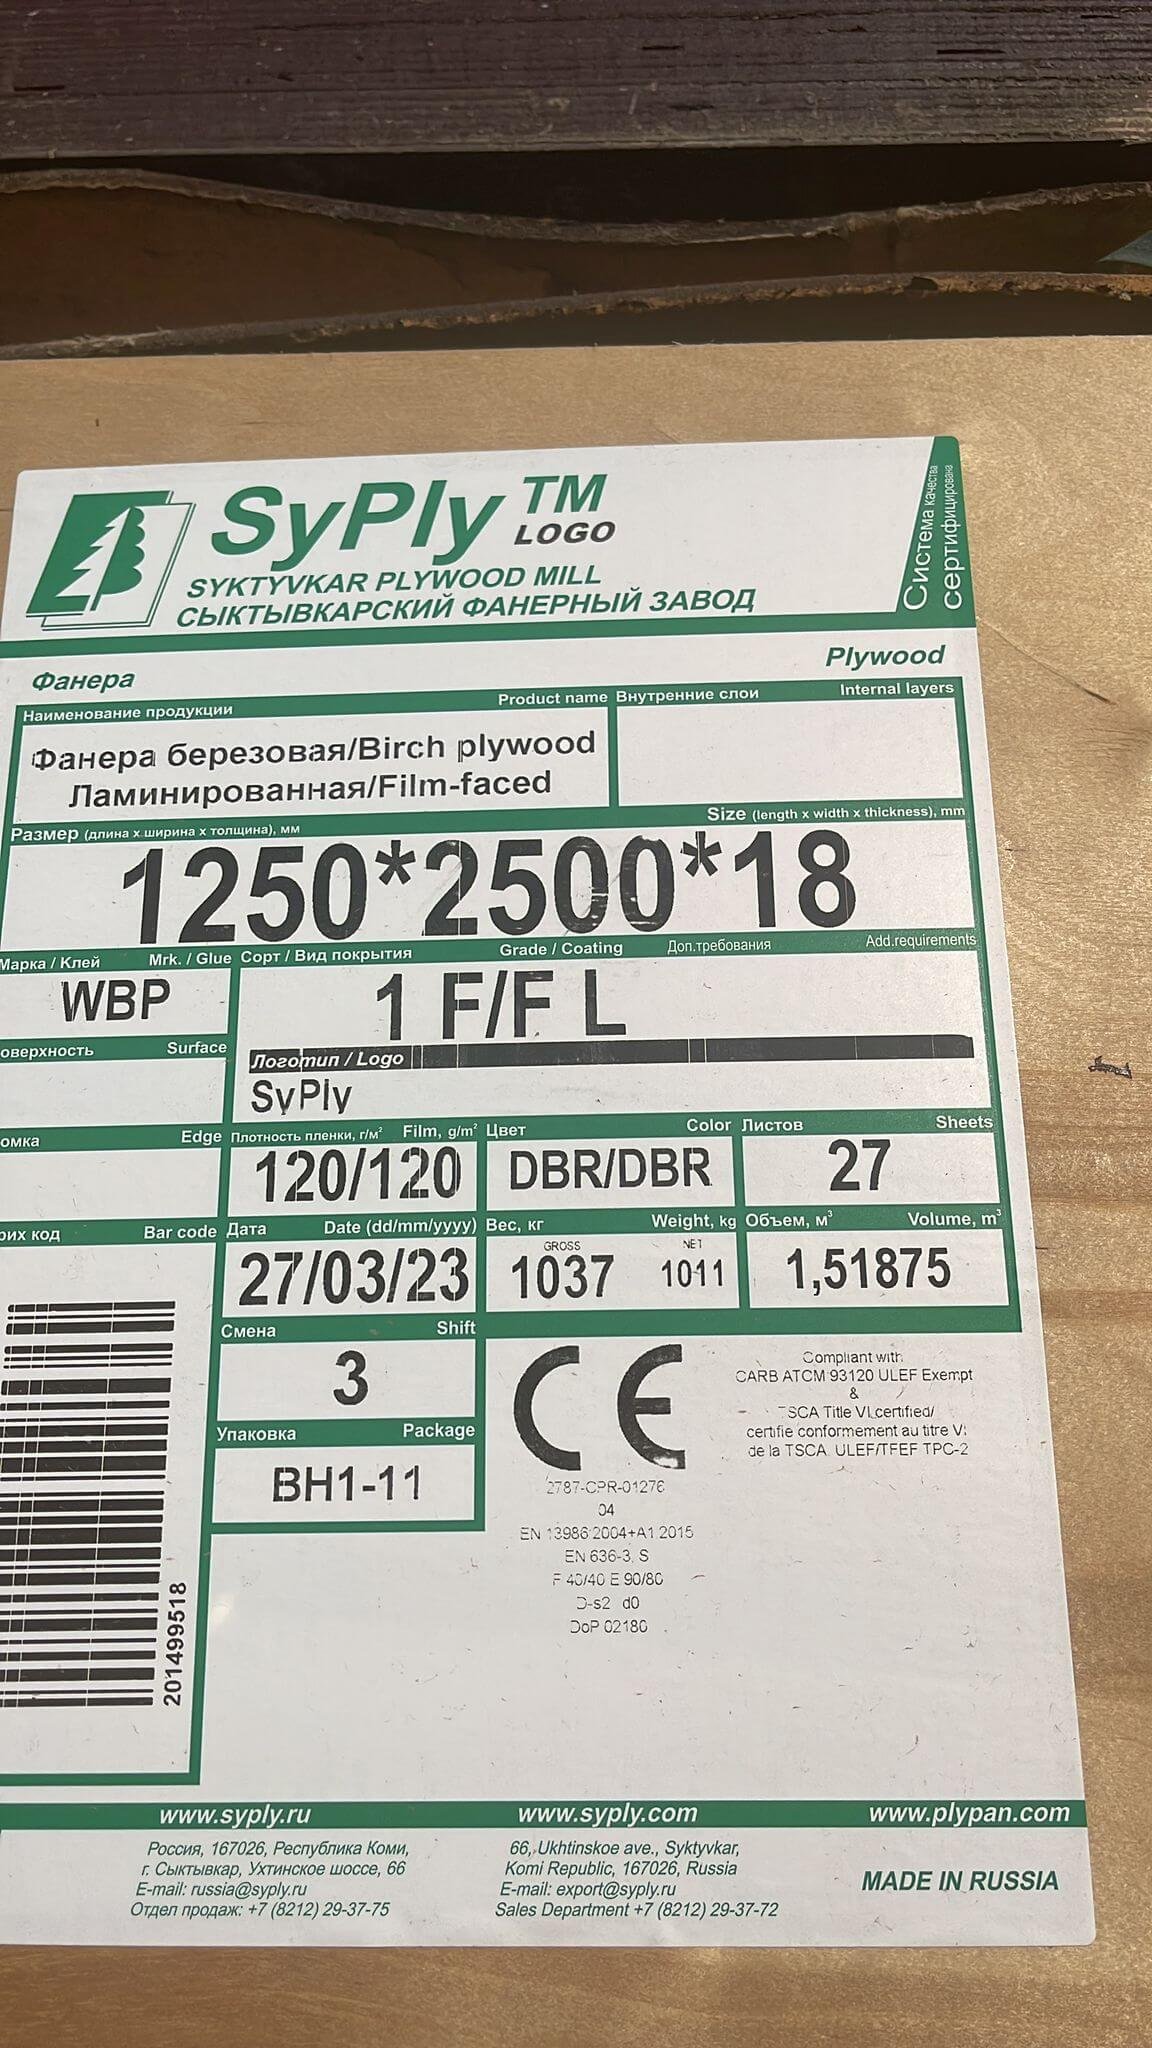 SyPly TM
LOGO
SYKTYVKAR PLYWOOD MILL
СЫКТЫВКАРСКИЙ ФАНЕРНЫЙ ЗАВОД
Система качества
сертифицирована
Фанера Plywood
Наименование продукции Product name Внутренние слои Internal layers
Фанера березовая/Birch plywood
Ламинированная/Film-faced
Размер (длина х ширина х толщина), мм Size (length x width x thickness), mm
1250*2500*18
Марка / Клей Mrk. / Glue Сорт / Вид покрытия Grade / Coating Доп.требования Add.requirements
WBP 1 F/F L
оверхность Surface
Логотип / Logo
SyPly
омка Edge Плотность пленки, г/м² Film, g/m² Цвет Color Листов Sheets
120/120 DBR/DBR 27
рих код Bar code Дата Date (dd/mm/yyyy) Вес, кг Weight, kg Объем, м³ Volume, m³
27/03/23 GROSS 1037 NET 1011 1,51875
Смена Shift
3
Упаковка Package
BH1-11
201499518
CE
2787-CPR-01276
04
EN 13986:2004+A1:2015
EN 636-3, S
F 40/40 E 90/80
D-s2 d0
DoP 02180
Compliant with
CARB ATCM 93120 ULEF Exempt
&
TSCA Title VI certified/
certifie conformement au titre VI
de la TSCA ULEF/TFEF TPC-2
www.syply.ru www.syply.com www.plypan.com
Россия, 167026, Республика Коми,
г. Сыктывкар, Ухтинское шоссе, 66
E-mail: russia@syply.ru
Отдел продаж: +7 (8212) 29-37-75
66, Ukhtinskoe ave., Syktyvkar,
Komi Republic, 167026, Russia
E-mail: export@syply.ru
Sales Department +7 (8212) 29-37-72
MADE IN RUSSIA